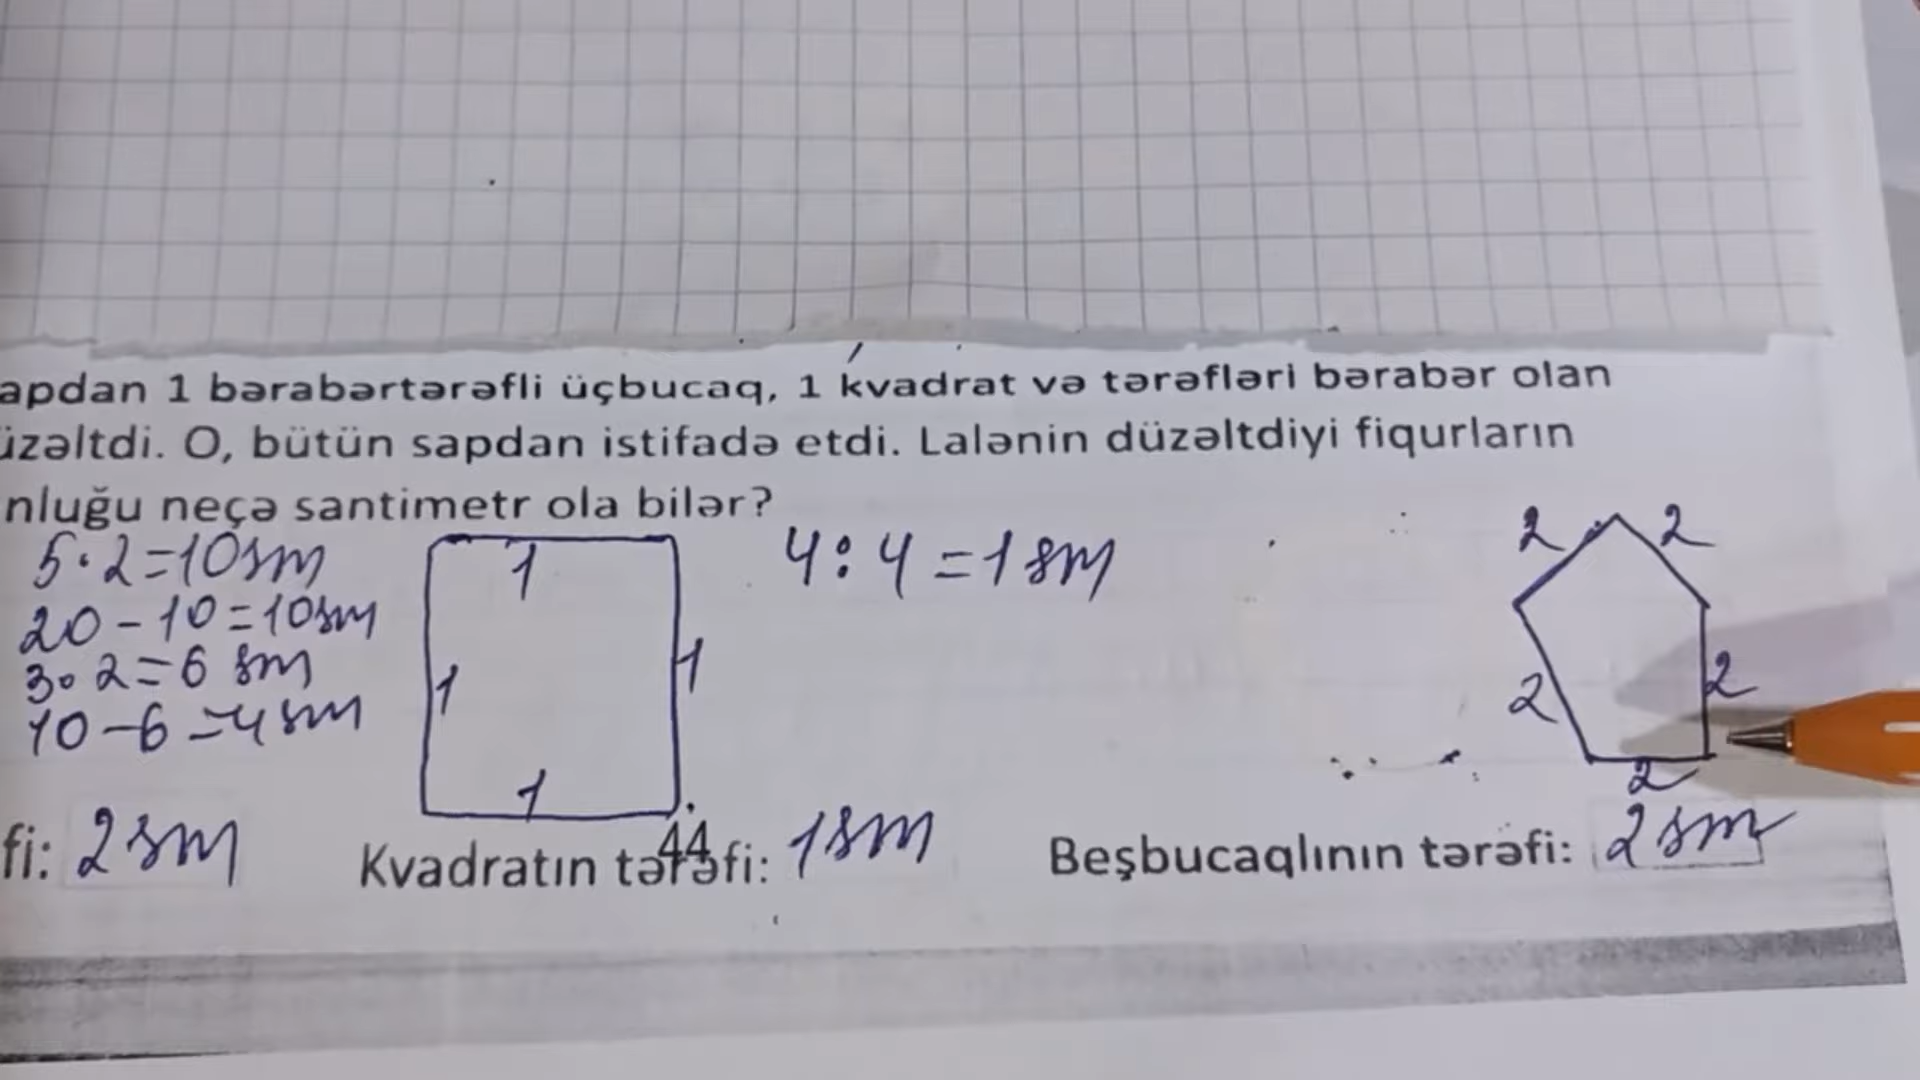 apdan 1 bərabərtərəfli üçbucaq, 1 kvadrat və tərəfləri bərabər olan
üzəltdi. O, bütün sapdan istifadə etdi. Lalənin düzəltdiyi fiqurların
nluğu neçə santimetr ola bilər?
5·2=10sm
20-10=10sm
3·2=6 sm
10-6=4sm
1
1
1
1
4:4=1sm
2
2
2
2
2
fi: 2sm
Kvadratın tərəfi: 1sm
44
Beşbucaqlının tərəfi: 2sm